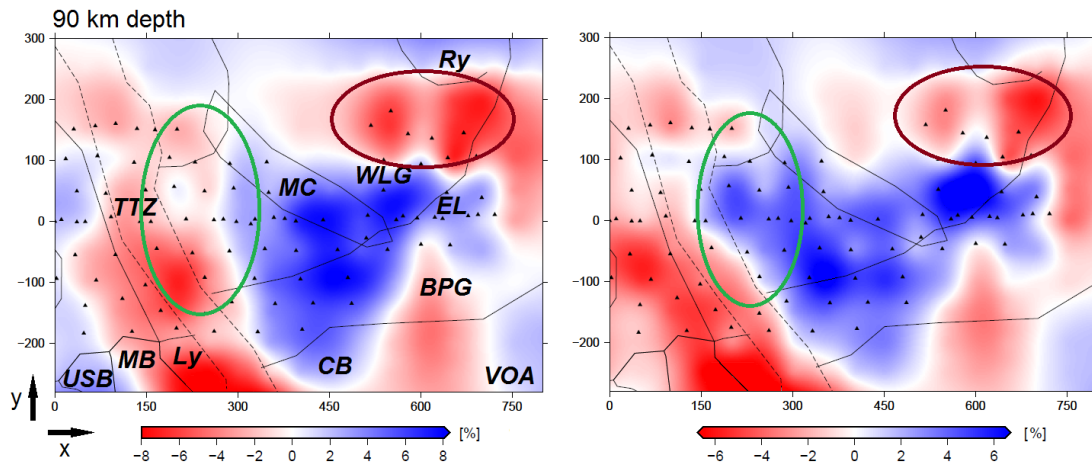 90 km depth
300
200
100
0
−100
−200
Ry
MC
WLG
TTZ
EL
BPG
MB
Ly
USB
CB
VOA
0 150 300 450 600 750
y
x
−8 −6 −4 −2 0 2 4 6 8 [%]
300
200
100
0
−100
−200
0 150 300 450 600 750
−6 −4 −2 0 2 4 6 [%]